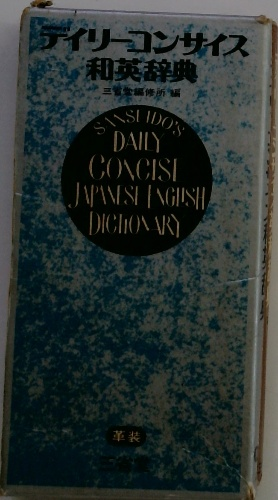 デイリーコンサイス
和英辞典
三省堂編修所 編
SANSEIDO'S
DAILY
CONCISE
JAPANESE-ENGLISH
DICTIONARY
革装
三省堂